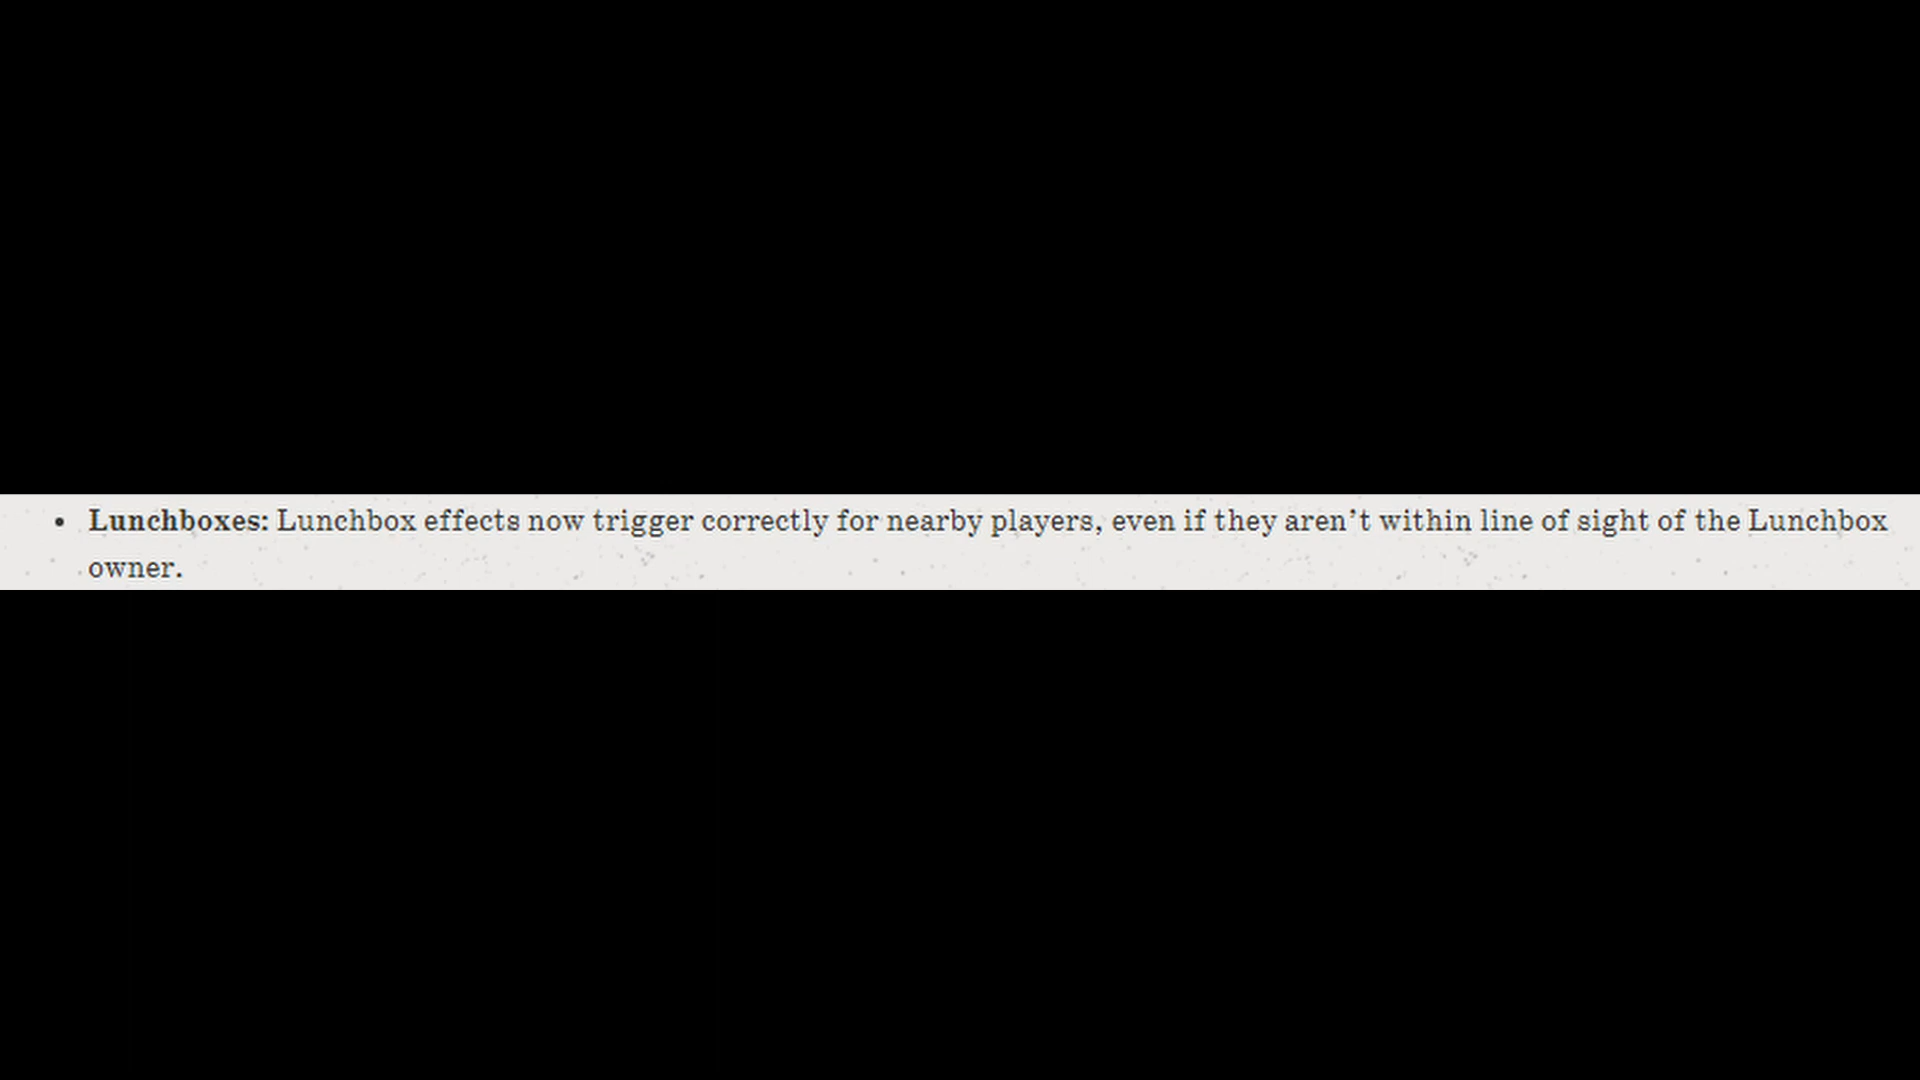 • Lunchboxes: Lunchbox effects now trigger correctly for nearby players, even if they aren’t within line of sight of the Lunchbox
owner.